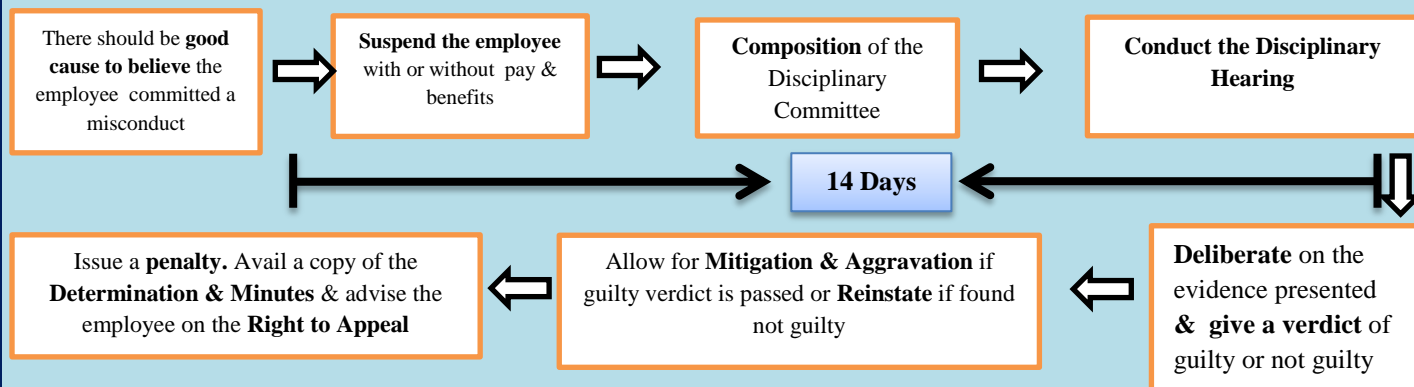 There should be good
cause to believe the
employee committed a
misconduct
Suspend the employee
with or without pay &
benefits
Composition of the
Disciplinary
Committee
Conduct the Disciplinary
Hearing
14 Days
Deliberate on the
evidence presented
& give a verdict of
guilty or not guilty
Allow for Mitigation & Aggravation if
guilty verdict is passed or Reinstate if found
not guilty
Issue a penalty. Avail a copy of the
Determination & Minutes & advise the
employee on the Right to Appeal